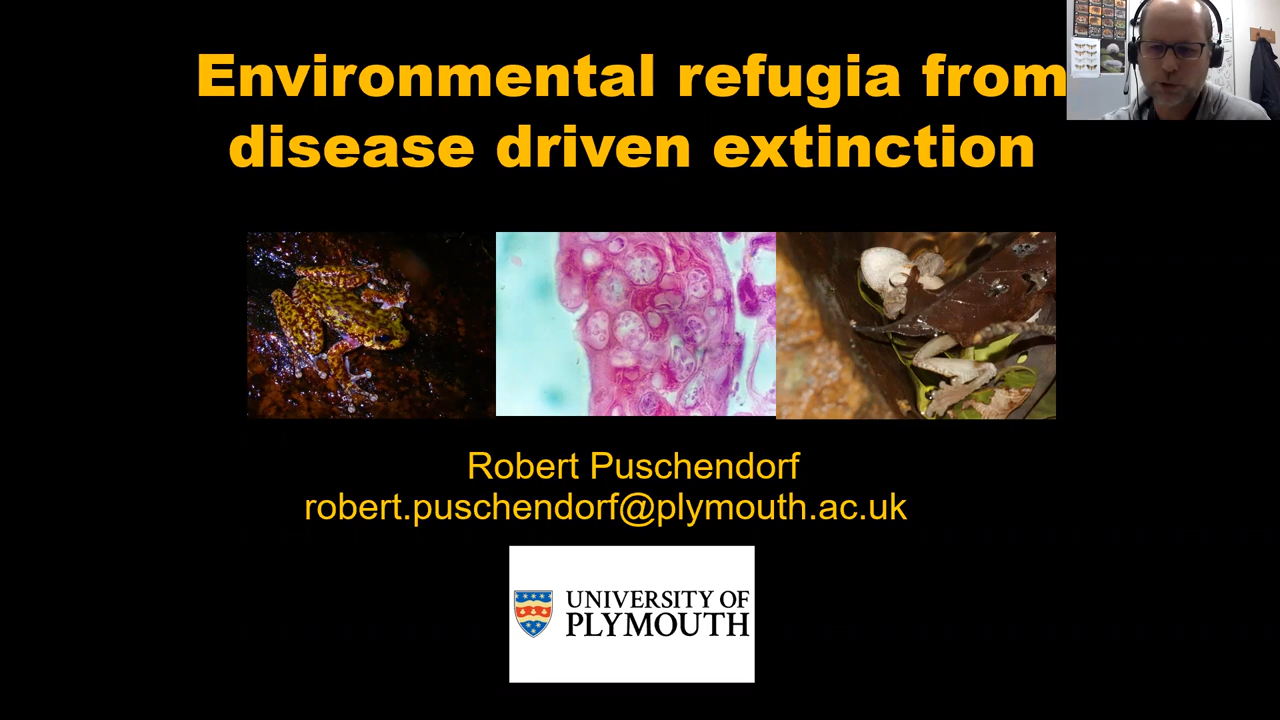 Environmental refugia from
disease driven extinction
Robert Puschendorf
robert.puschendorf@plymouth.ac.uk
UNIVERSITY OF
PLYMOUTH